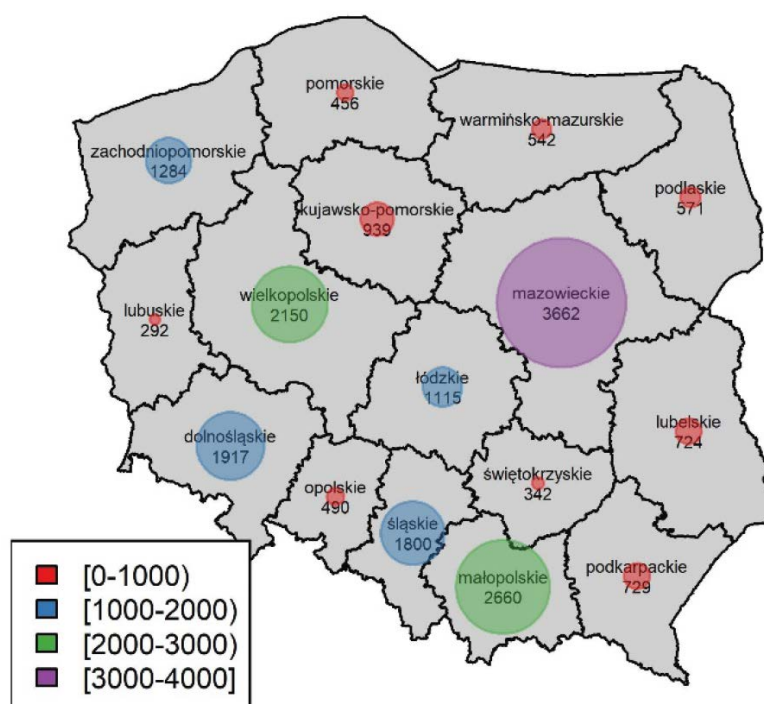 pomorskie
456
warmińsko-mazurskie
542
zachodniopomorskie
1284
podlaskie
571
kujawsko-pomorskie
939
mazowieckie
3662
wielkopolskie
2150
lubuskie
292
łódzkie
1115
lubelskie
724
dolnośląskie
1917
świętokrzyskie
342
opolskie
490
śląskie
1800
podkarpackie
729
małopolskie
2660
[0-1000)
[1000-2000)
[2000-3000)
[3000-4000]